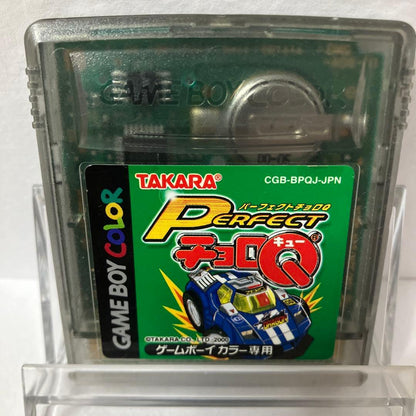 GAME BOY COLOR
TAKARA®
CGB-BPQJ-JPN
パーフェクトチョロQ
PERFECT
チョロQ
キュー
GAME BOY COLOR
©TAKARA CO.,LTD. 2000
ゲームボーイ カラー専用